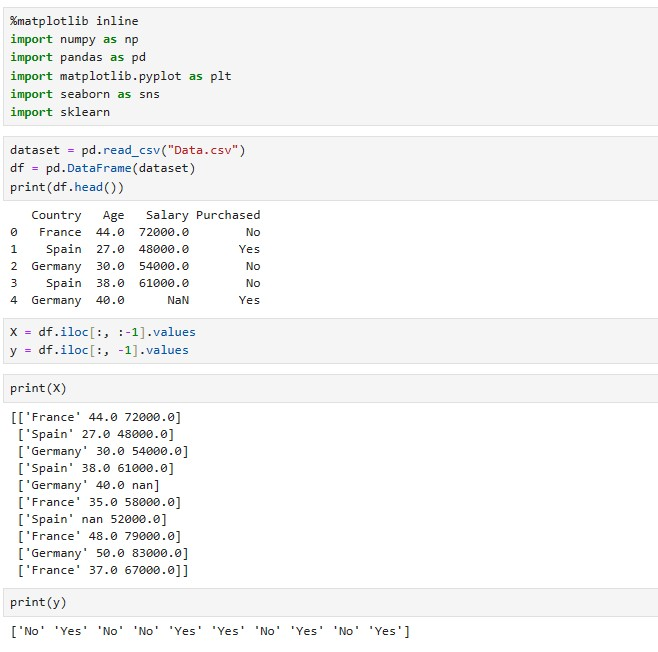 %matplotlib inline
import numpy as np
import pandas as pd
import matplotlib.pyplot as plt
import seaborn as sns
import sklearn
dataset = pd.read_csv("Data.csv")
df = pd.DataFrame(dataset)
print(df.head())
   Country   Age   Salary Purchased
0   France  44.0  72000.0        No
1    Spain  27.0  48000.0       Yes
2  Germany  30.0  54000.0        No
3    Spain  38.0  61000.0        No
4  Germany  40.0      NaN       Yes
X = df.iloc[:, :-1].values
y = df.iloc[:, -1].values
print(X)
[['France' 44.0 72000.0]
 ['Spain' 27.0 48000.0]
 ['Germany' 30.0 54000.0]
 ['Spain' 38.0 61000.0]
 ['Germany' 40.0 nan]
 ['France' 35.0 58000.0]
 ['Spain' nan 52000.0]
 ['France' 48.0 79000.0]
 ['Germany' 50.0 83000.0]
 ['France' 37.0 67000.0]]
print(y)
['No' 'Yes' 'No' 'No' 'Yes' 'Yes' 'No' 'Yes' 'No' 'Yes']